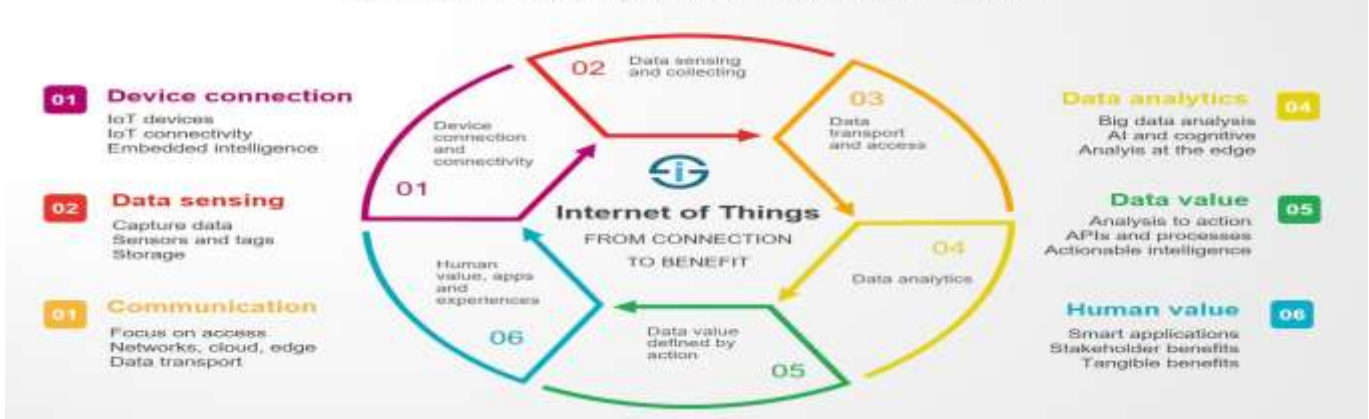 01 Device connection
IoT devices
IoT connectivity
Embedded intelligence
02 Data sensing
Capture data
Sensors and tags
Storage
01 Communication
Focus on access
Networks, cloud, edge
Data transport
Device
connection
and
connectivity
01
02 Data sensing
and collecting
03
Data
transport
and access
04
Data analytics
Data value
defined by
action
05
Human
value, apps
and
experiences
06
Internet of Things
FROM CONNECTION
TO BENEFIT
Data analytics 04
Big data analysis
AI and cognitive
Analyis at the edge
Data value 05
Analysis to action
APIs and processes
Actionable intelligence
Human value 06
Smart applications
Stakeholder benefits
Tangible benefits